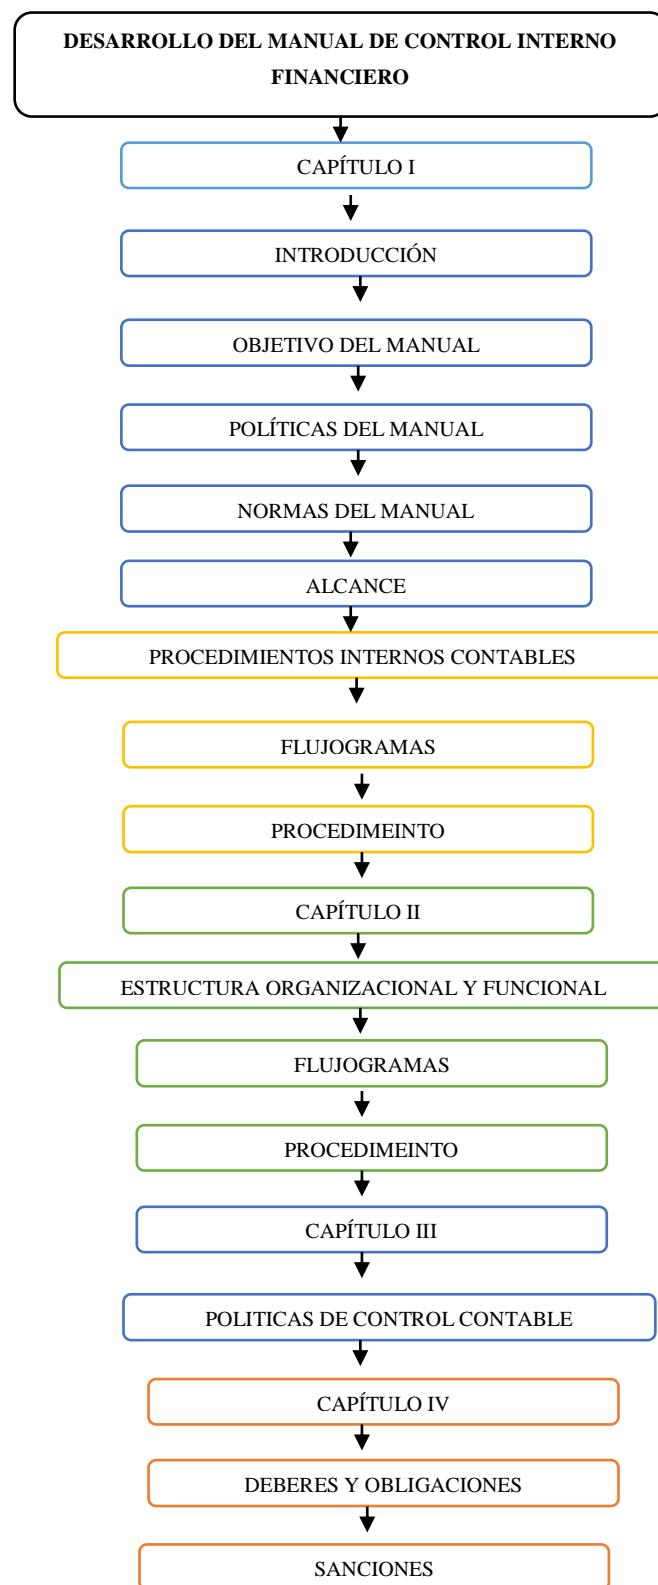 DESARROLLO DEL MANUAL DE CONTROL INTERNO
FINANCIERO
CAPÍTULO I
INTRODUCCIÓN
OBJETIVO DEL MANUAL
POLÍTICAS DEL MANUAL
NORMAS DEL MANUAL
ALCANCE
PROCEDIMIENTOS INTERNOS CONTABLES
FLUJOGRAMAS
PROCEDIMEINTO
CAPÍTULO II
ESTRUCTURA ORGANIZACIONAL Y FUNCIONAL
FLUJOGRAMAS
PROCEDIMEINTO
CAPÍTULO III
POLITICAS DE CONTROL CONTABLE
CAPÍTULO IV
DEBERES Y OBLIGACIONES
SANCIONES